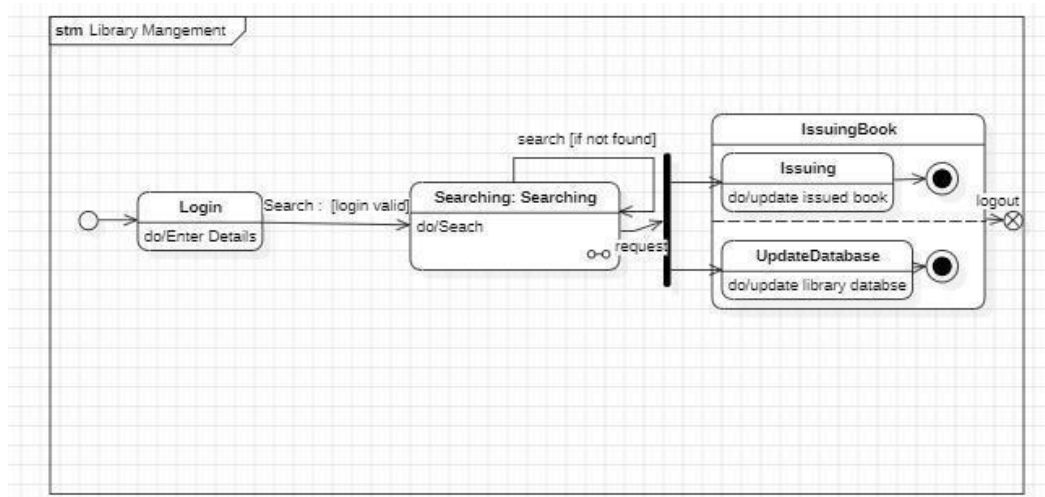 stm Library Mangement
search [if not found]
IssuingBook
Issuing
do/update issued book
Login
do/Enter Details
Search : [login valid]
Searching: Searching
do/Seach
request
logout
UpdateDatabase
do/update library databse